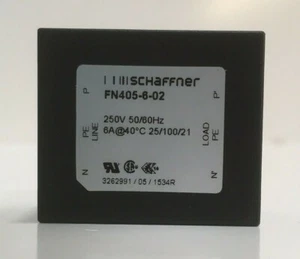 SCHAFFNER
FN405-6-02
250V 50/60Hz
6A@40°C 25/100/21
P
PE
LINE
N
P'
LOAD
PE
N'
3262991 / 05 / 1534R